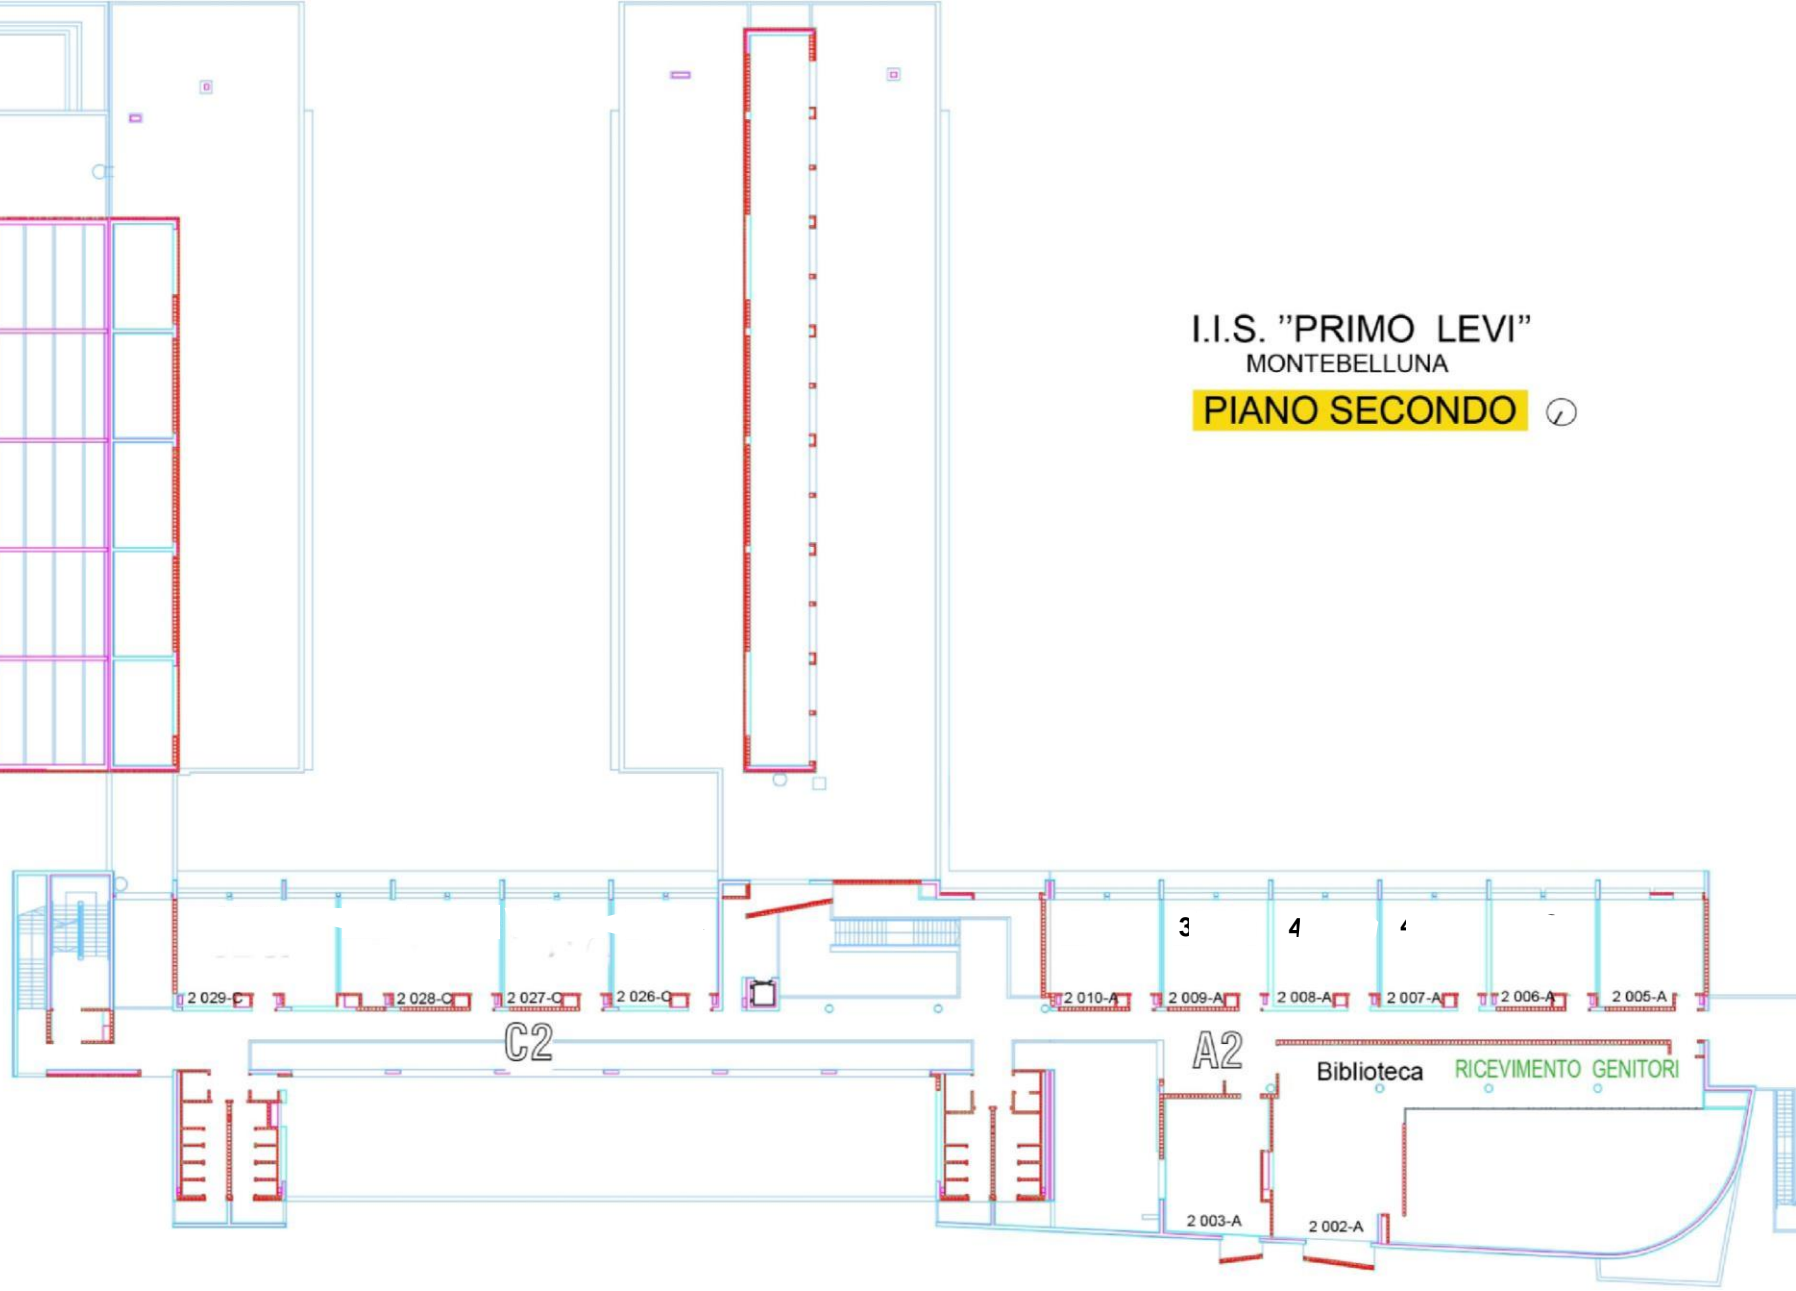 I.I.S. ”PRIMO LEVI”
MONTEBELLUNA
PIANO SECONDO
3
4
2 029-C
2 028-C
2 027-C
2 026-C
2 010-A
2 009-A
2 008-A
2 007-A
2 006-A
2 005-A
C2
A2
Biblioteca
RICEVIMENTO GENITORI
2 003-A
2 002-A